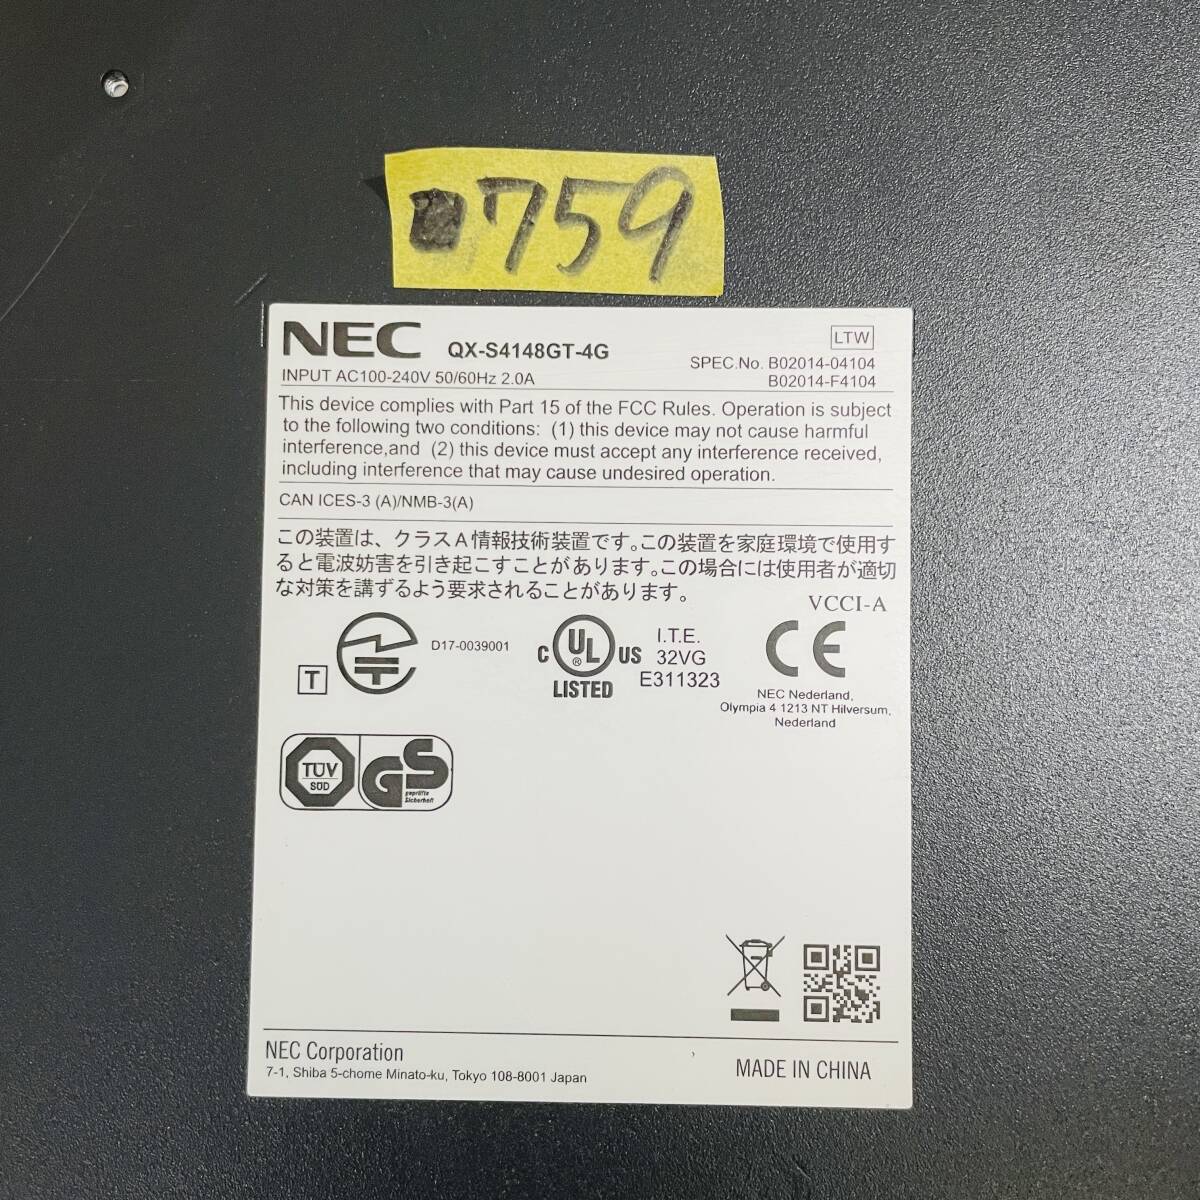 759
NEC QX-S4148GT-4G
LTW
INPUT AC100-240V 50/60Hz 2.0A
SPEC.No. B02014-04104
B02014-F4104
This device complies with Part 15 of the FCC Rules. Operation is subject
to the following two conditions: (1) this device may not cause harmful
interference,and (2) this device must accept any interference received,
including interference that may cause undesired operation.
CAN ICES-3 (A)/NMB-3(A)
この装置は、クラスA情報技術装置です。この装置を家庭環境で使用す
ると電波妨害を引き起こすことがあります。この場合には使用者が適切
な対策を講ずるよう要求されることがあります。
VCCI-A
T
D17-0039001
C UL ® US
LISTED
I.T.E.
32VG
E311323
CE
NEC Nederland,
Olympia 4 1213 NT Hilversum,
Nederland
TÜV
SÜD
GS
geprüfte
Sicherheit
NEC Corporation
7-1, Shiba 5-chome Minato-ku, Tokyo 108-8001 Japan
MADE IN CHINA